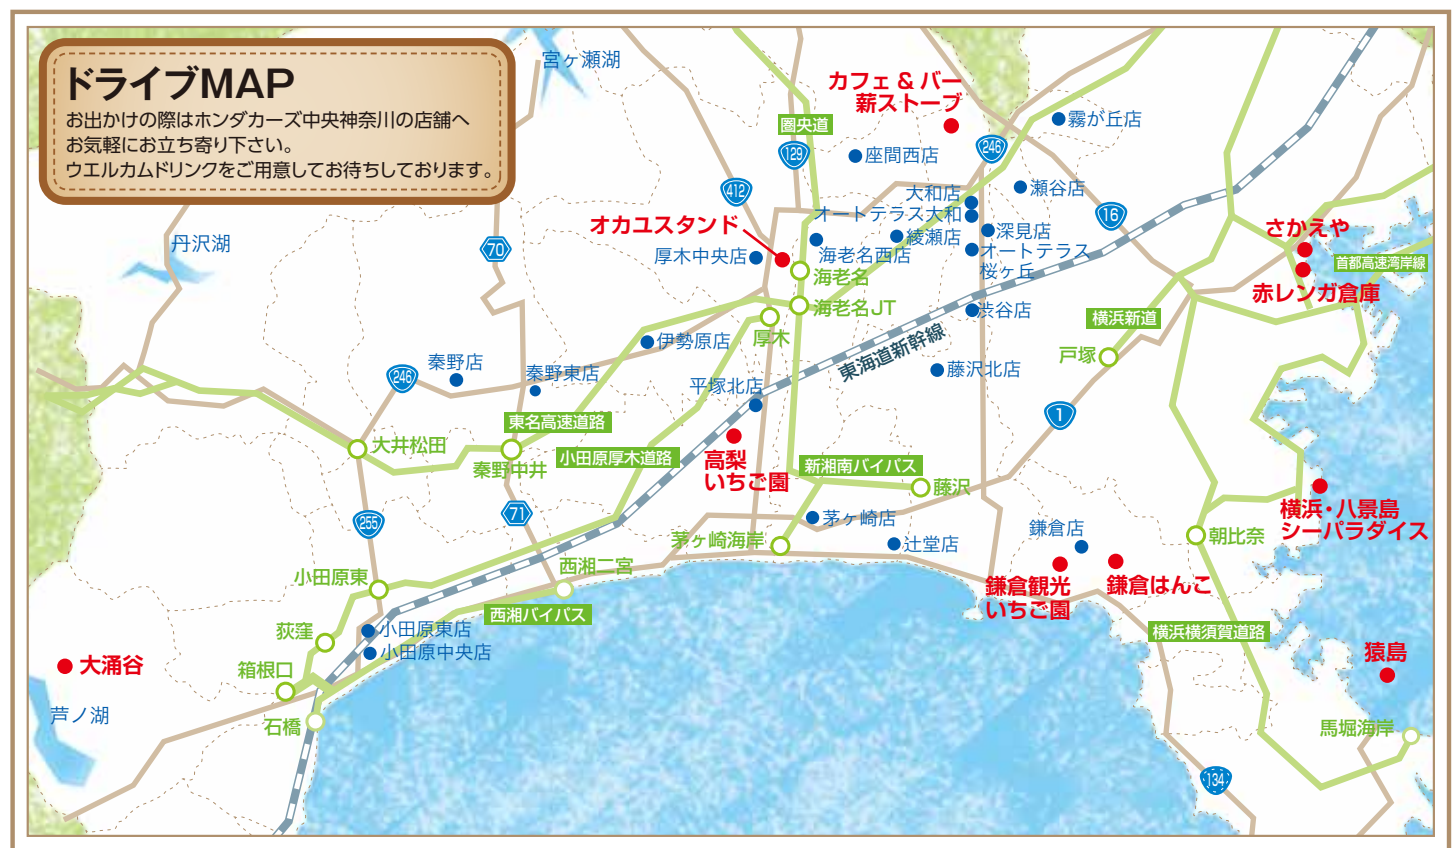 ドライブMAP
お出かけの際はホンダカーズ中央神奈川の店舗へ
お気軽にお立ち寄り下さい。
ウエルカムドリンクをご用意してお待ちしております。
宮ヶ瀬湖
カフェ & バー
薪ストーブ
霧が丘店
圏央道
129
座間西店
246
412
大和店
瀬谷店
オートテラス大和
16
オカユスタンド
綾瀬店
深見店
さかえや
丹沢湖
70
厚木中央店
海老名西店
オートテラス
桜ヶ丘
首都高速湾岸線
海老名
赤レンガ倉庫
海老名JT
渋谷店
横浜新道
厚木
伊勢原店
東海道新幹線
戸塚
秦野店
246
秦野東店
平塚北店
藤沢北店
1
東名高速道路
大井松田
秦野中井
小田原厚木道路
高梨
いちご園
新湘南バイパス
藤沢
横浜・八景島
シーパラダイス
255
71
茅ヶ崎店
鎌倉店
朝比奈
茅ヶ崎海岸
辻堂店
小田原東
西湘二宮
鎌倉観光
いちご園
鎌倉はんこ
西湘バイパス
荻窪
小田原東店
横浜横須賀道路
小田原中央店
猿島
大涌谷
箱根口
芦ノ湖
石橋
馬堀海岸
134